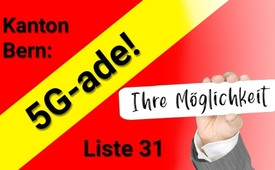 Kanton
Bern:
5G-ade!
Ihre Möglichkeit
Liste 31